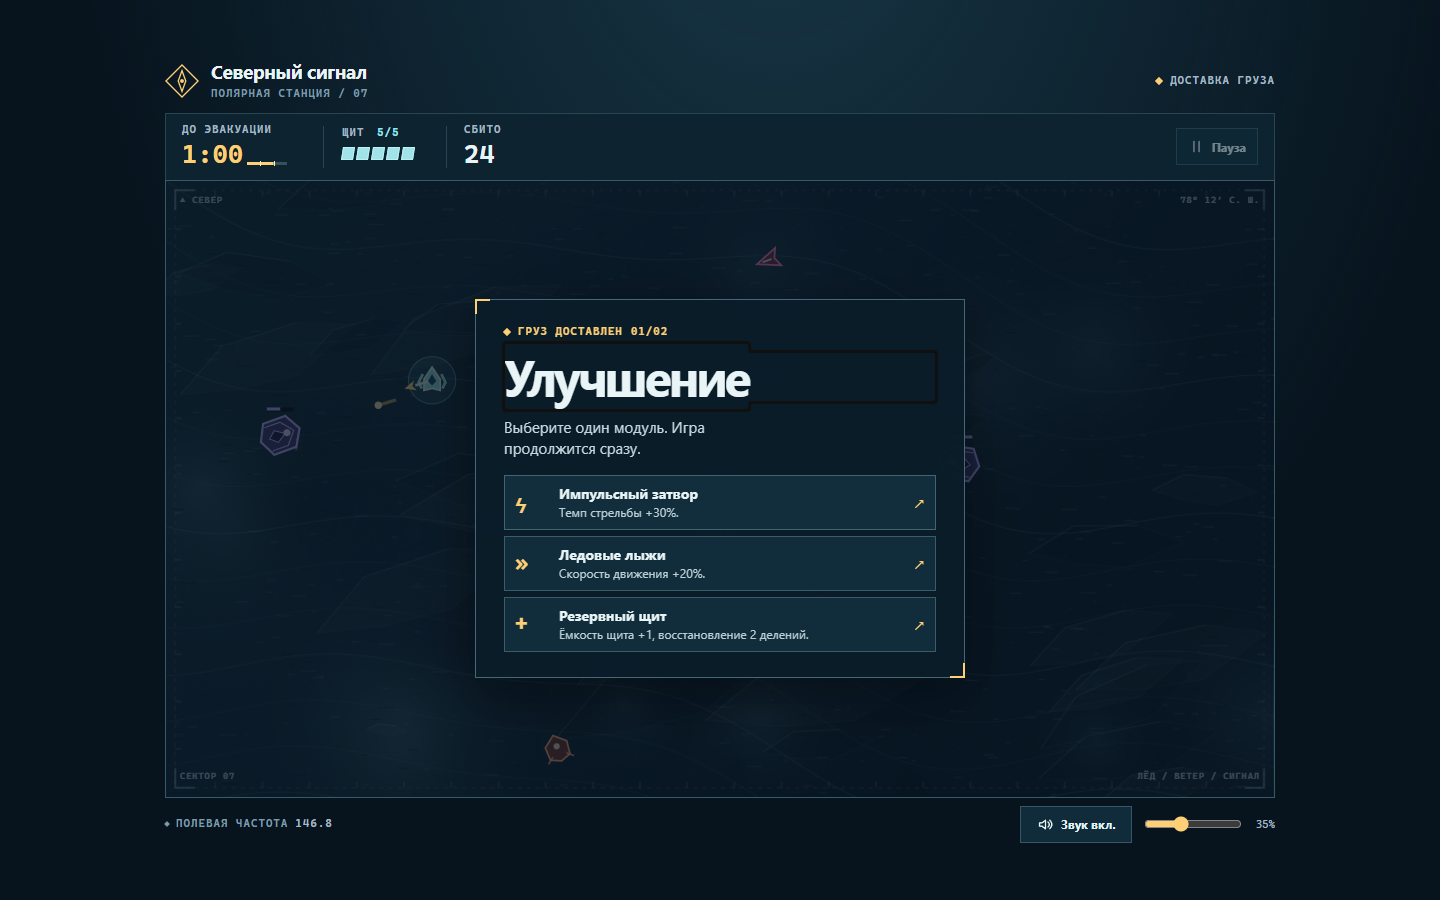 Северный сигнал
ПОЛЯРНАЯ СТАНЦИЯ / 07
ДОСТАВКА ГРУЗА
ДО ЭВАКУАЦИИ
1:00
ЩИТ 5/5
СБИТО
24
Пауза
СЕВЕР
78° 12' С. Ш.
ГРУЗ ДОСТАВЛЕН 01/02
Улучшение
Выберите один модуль. Игра
продолжится сразу.
Импульсный затвор
Темп стрельбы +30%.
Ледовые лыжи
Скорость движения +20%.
Резервный щит
Ёмкость щита +1, восстановление 2 делений.
СЕКТОР 07
ЛЁД / ВЕТЕР / СИГНАЛ
ПОЛЕВАЯ ЧАСТОТА 146.8
Звук вкл.
35%